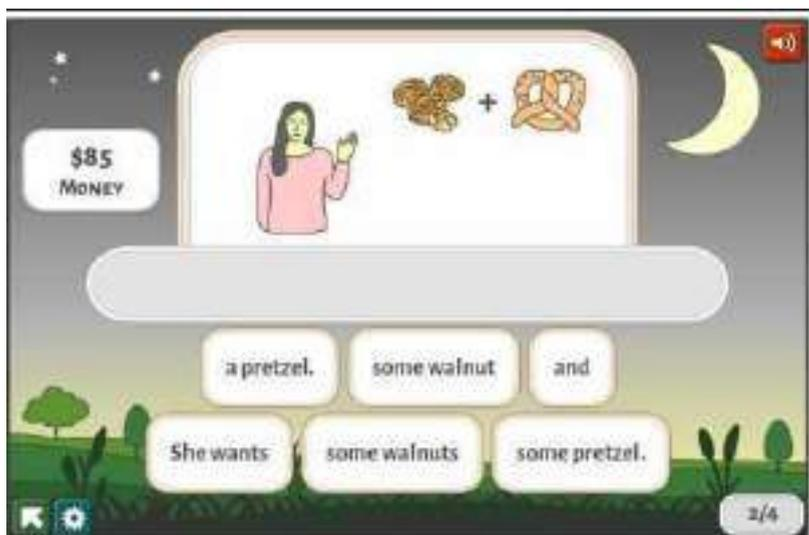 $85
MONEY
+
a pretzel.
some walnut
and
She wants
some walnuts
some pretzel.
2/4